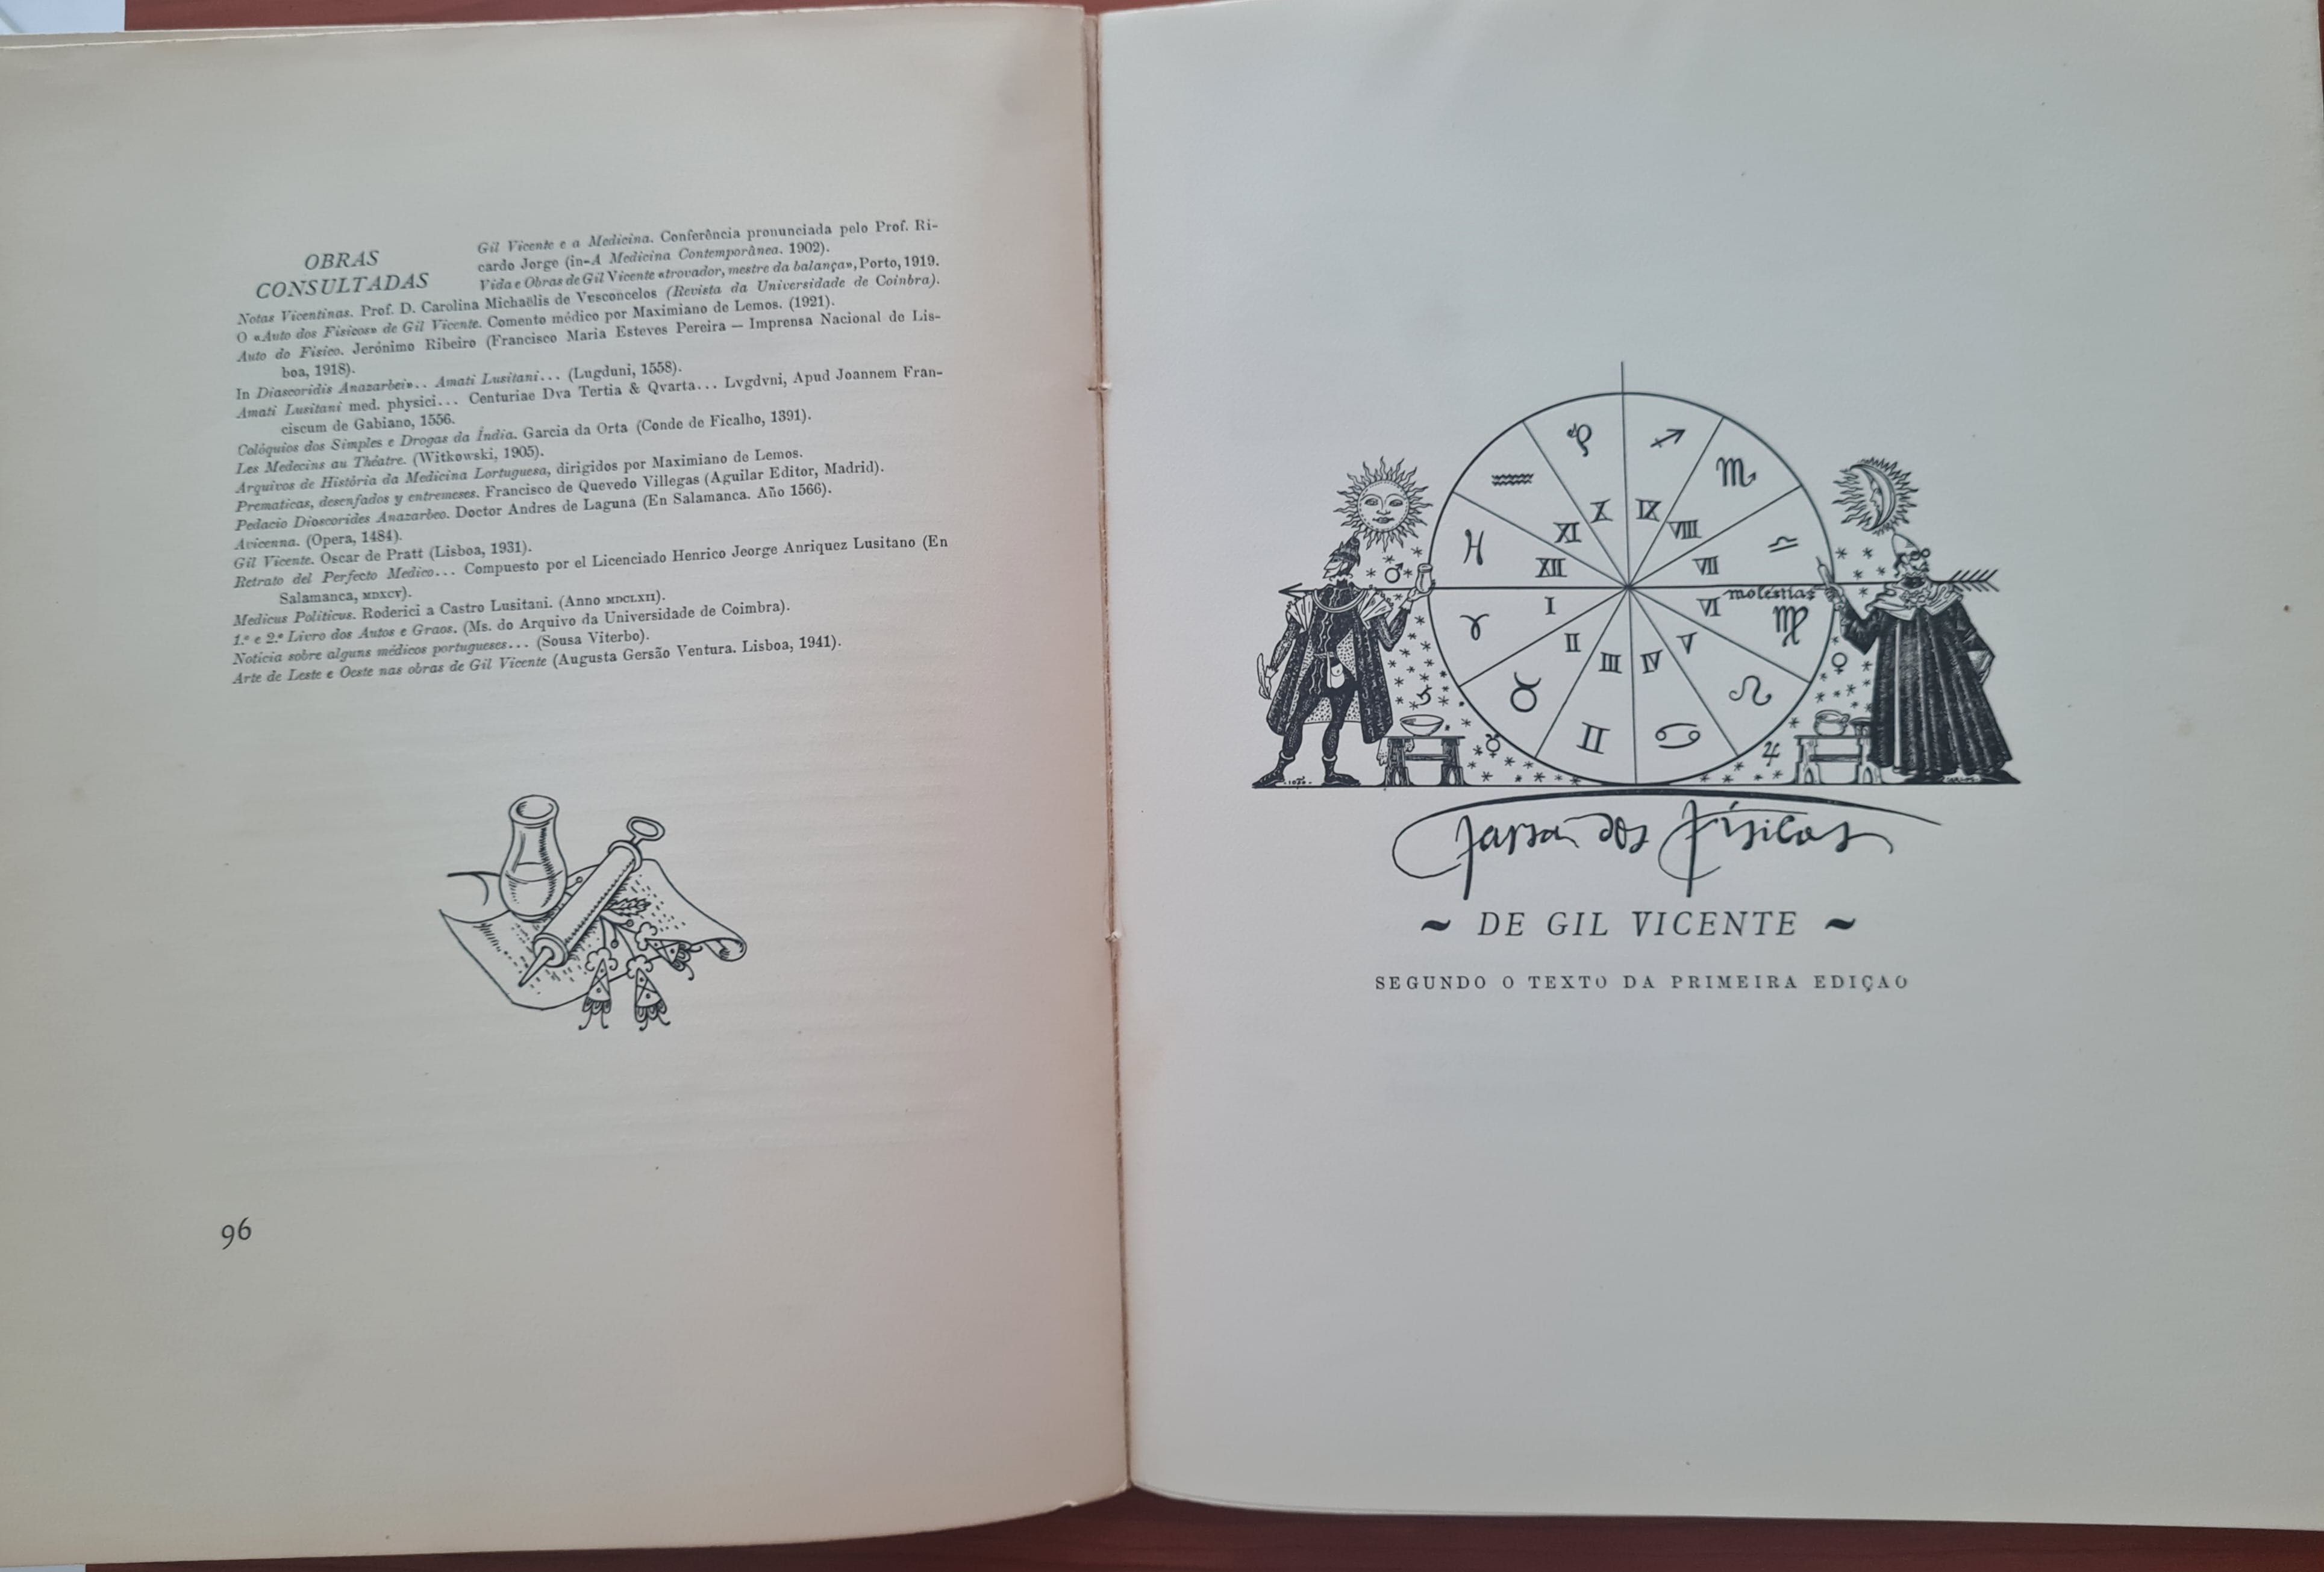 OBRAS
CONSULTADAS
Gil Vicente e a Medicina. Conferência pronunciada pelo Prof. Ri-
cardo Jorge (in-A Medicina Contemporânea. 1902).
Vida e Obras de Gil Vicente «trovador, mestre da balança», Porto, 1919.
Notas Vicentinas. Prof. D. Carolina Michaëlis de Vasconcelos (Revista da Universidade de Coimbra).
O «Auto dos Físicos» de Gil Vicente. Comento médico por Maximiano de Lemos. (1921).
Auto do Físico. Jerónimo Ribeiro (Francisco Maria Esteves Pereira — Imprensa Nacional de Lis-
boa, 1918).
In Diascoridis Anazarbei... Amati Lusitani... (Lugduni, 1558).
Amati Lusitani med. physici... Centuriae Dva Tertia & Qvarta... Lvgdvni, Apud Joannem Fran-
ciscum de Gabiano, 1556.
Colóquios dos Simples e Drogas da Índia. Garcia da Orta (Conde de Ficalho, 1391).
Les Medecins au Théatre. (Witkowski, 1905).
Arquivos de História da Medicina Lortuguesa, dirigidos por Maximiano de Lemos.
Prematicas, desenfados y entremeses. Francisco de Quevedo Villegas (Aguilar Editor, Madrid).
Pedacio Dioscorides Anazarbeo. Doctor Andres de Laguna (En Salamanca. Año 1566).
Avicenna. (Opera, 1484).
Gil Vicente. Oscar de Pratt (Lisboa, 1931).
Retrato del Perfecto Medico... Compuesto por el Licenciado Henrico Jeorge Anriquez Lusitano (En
Salamanca, MDXCV).
Medicus Políticus. Roderici a Castro Lusitani. (Anno MDCLXII).
1.º e 2.º Livro dos Autos e Graos. (Ms. do Arquivo da Universidade de Coimbra).
Notícia sobre alguns médicos portugueses... (Sousa Viterbo).
Arte de Leste e Oeste nas obras de Gil Vicente (Augusta Gersão Ventura. Lisboa, 1941).
96
X IX
XI VIII
XII VII
molestias
I VI
II V
III IV
Farsa dos Físicos
~ DE GIL VICENTE ~
SEGUNDO O TEXTO DA PRIMEIRA EDIÇAO